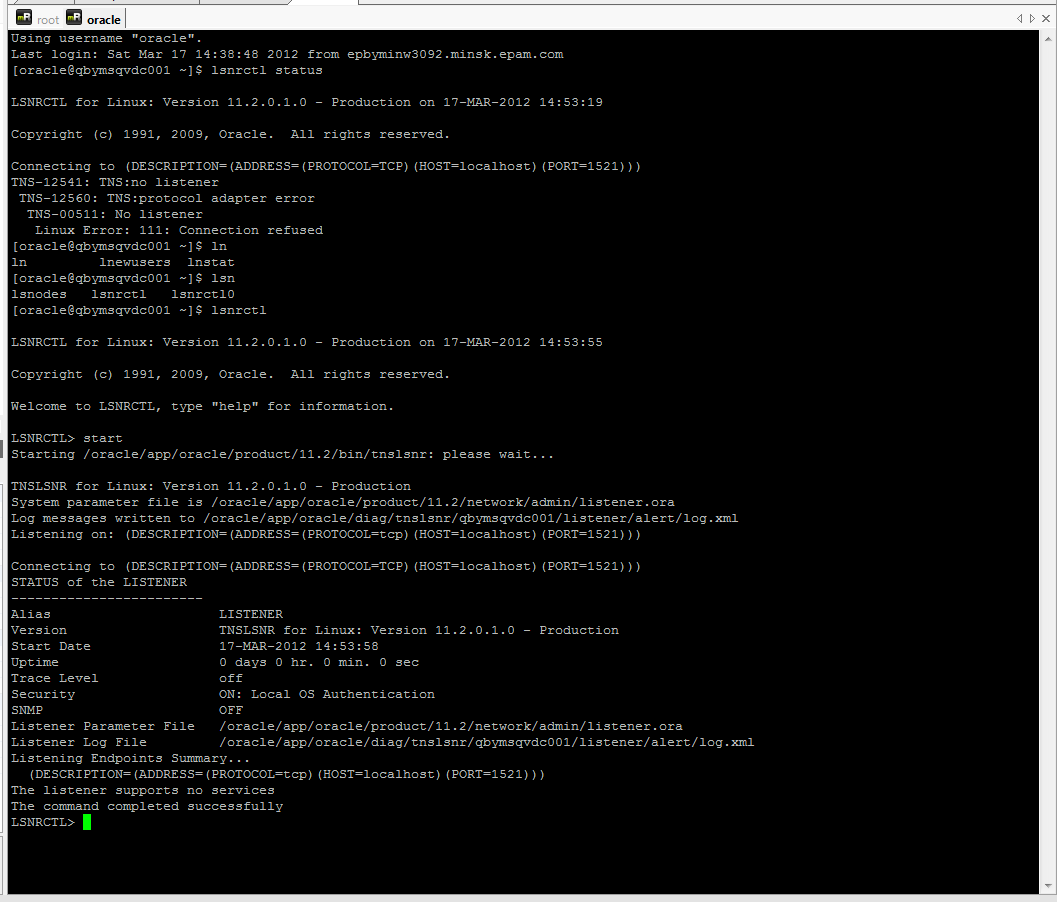 root oracle
Using username "oracle".
Last login: Sat Mar 17 14:38:48 2012 from epbyminw3092.minsk.epam.com
[oracle@qbymsqvdc001 ~]$ lsnrctl status
LSNRCTL for Linux: Version 11.2.0.1.0 - Production on 17-MAR-2012 14:53:19
Copyright (c) 1991, 2009, Oracle.  All rights reserved.
Connecting to (DESCRIPTION=(ADDRESS=(PROTOCOL=TCP)(HOST=localhost)(PORT=1521)))
TNS-12541: TNS:no listener
 TNS-12560: TNS:protocol adapter error
  TNS-00511: No listener
   Linux Error: 111: Connection refused
[oracle@qbymsqvdc001 ~]$ ln
ln         lnewusers  lnstat
[oracle@qbymsqvdc001 ~]$ lsn
lsnodes   lsnrctl   lsnrctl0
[oracle@qbymsqvdc001 ~]$ lsnrctl
LSNRCTL for Linux: Version 11.2.0.1.0 - Production on 17-MAR-2012 14:53:55
Copyright (c) 1991, 2009, Oracle.  All rights reserved.
Welcome to LSNRCTL, type "help" for information.
LSNRCTL> start
Starting /oracle/app/oracle/product/11.2/bin/tnslsnr: please wait...
TNSLSNR for Linux: Version 11.2.0.1.0 - Production
System parameter file is /oracle/app/oracle/product/11.2/network/admin/listener.ora
Log messages written to /oracle/app/oracle/diag/tnslsnr/qbymsqvdc001/listener/alert/log.xml
Listening on: (DESCRIPTION=(ADDRESS=(PROTOCOL=tcp)(HOST=localhost)(PORT=1521)))
Connecting to (DESCRIPTION=(ADDRESS=(PROTOCOL=TCP)(HOST=localhost)(PORT=1521)))
STATUS of the LISTENER
------------------------
Alias                     LISTENER
Version                   TNSLSNR for Linux: Version 11.2.0.1.0 - Production
Start Date                17-MAR-2012 14:53:58
Uptime                    0 days 0 hr. 0 min. 0 sec
Trace Level               off
Security                  ON: Local OS Authentication
SNMP                      OFF
Listener Parameter File   /oracle/app/oracle/product/11.2/network/admin/listener.ora
Listener Log File         /oracle/app/oracle/diag/tnslsnr/qbymsqvdc001/listener/alert/log.xml
Listening Endpoints Summary...
  (DESCRIPTION=(ADDRESS=(PROTOCOL=tcp)(HOST=localhost)(PORT=1521)))
The listener supports no services
The command completed successfully
LSNRCTL>